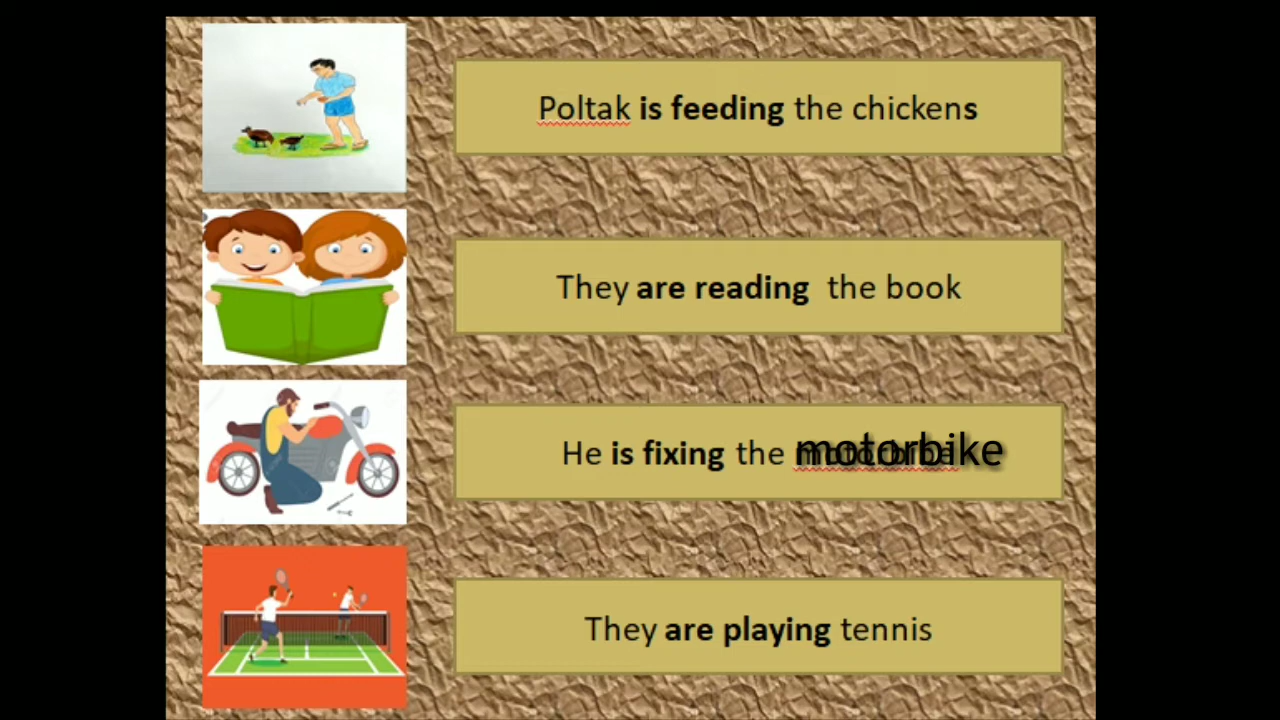 Poltak is feeding the chickens
They are reading the book
He is fixing the motorbike
They are playing tennis